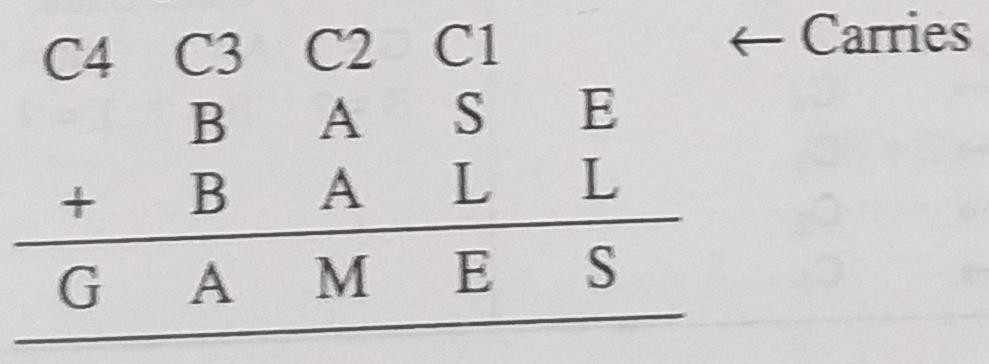 C4 C3 C2 C1 ← Carries
B A S E
+ B A L L
G A M E S